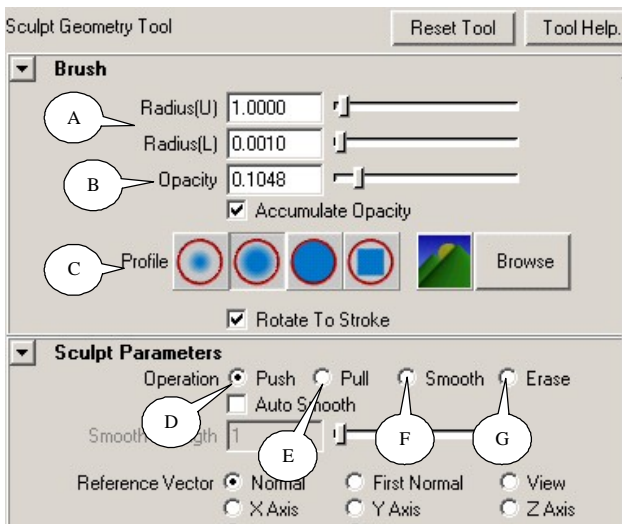 Sculpt Geometry Tool Reset Tool Tool Help.
Brush
A Radius(U) 1.0000
Radius(L) 0.0010
B Opacity 0.1048
Accumulate Opacity
C Profile Browse
Rotate To Stroke
Sculpt Parameters
Operation Push Pull Smooth Erase
D Auto Smooth E F G
Smooth 1
Reference Vector Normal First Normal View
X Axis Y Axis Z Axis